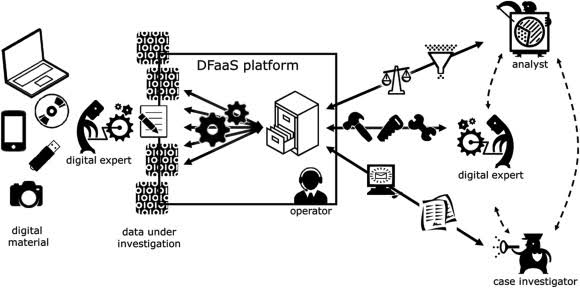 DFaaS platform
analyst
digital expert
digital expert
operator
digital
material
data under
investigation
case investigator